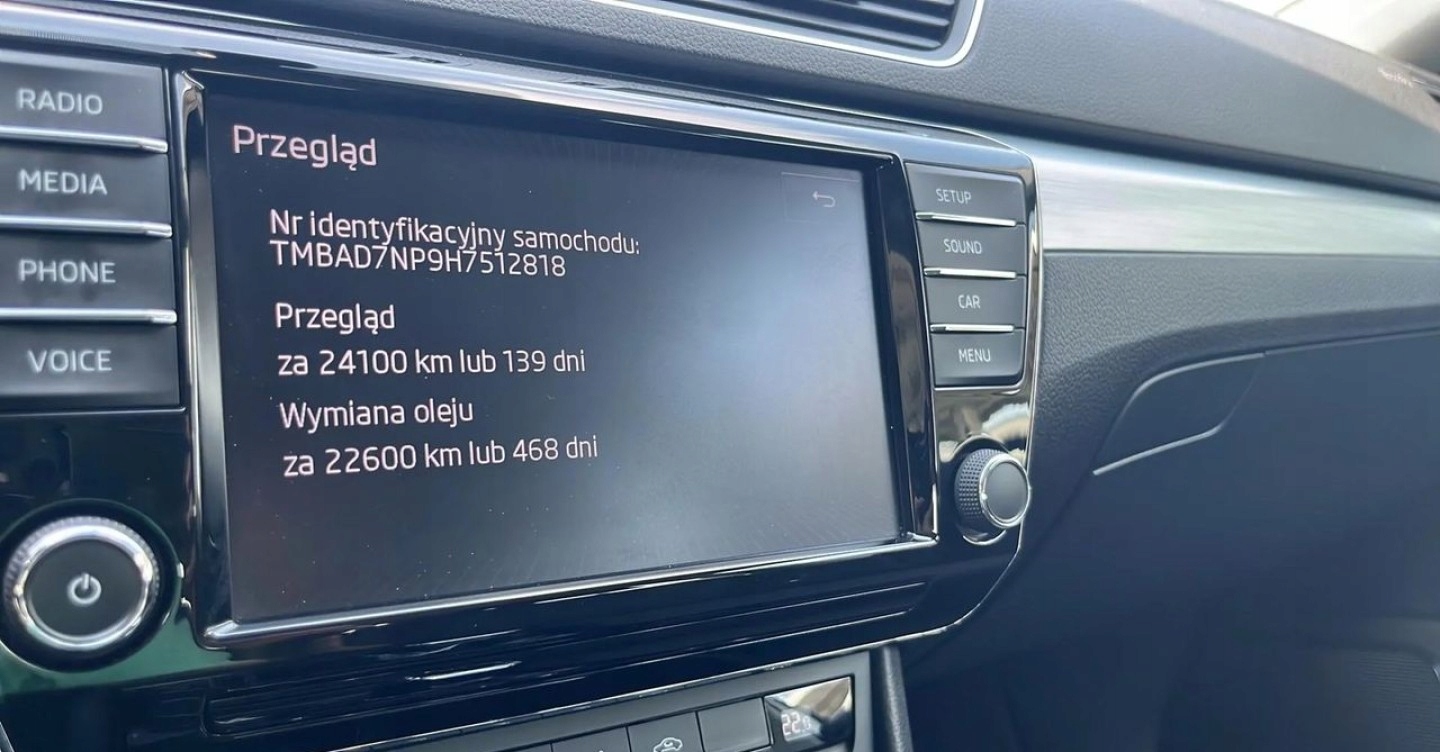 RADIO
MEDIA
PHONE
VOICE
Przegląd
Nr identyfikacyjny samochodu:
TMBAD7NP9H7512818
Przegląd
za 24100 km lub 139 dni
Wymiana oleju
za 22600 km lub 468 dni
SETUP
SOUND
CAR
MENU